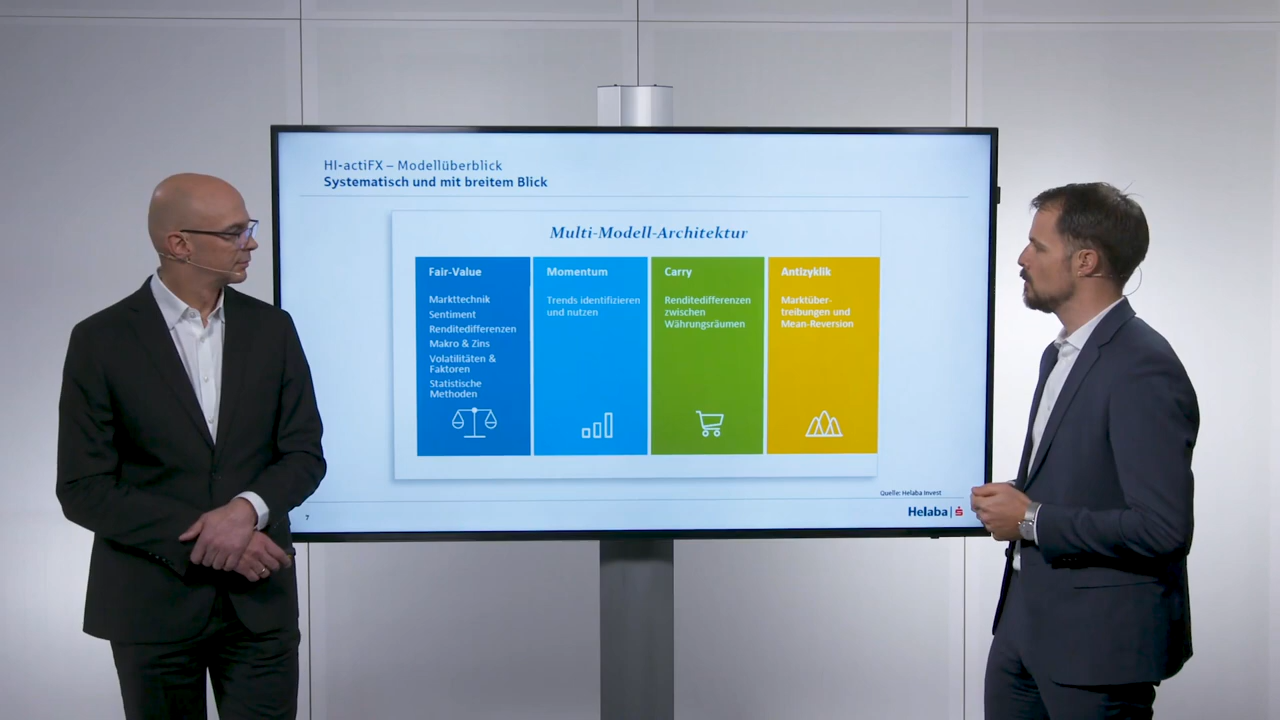 HI-actiFX – Modellüberblick
Systematisch und mit breitem Blick
Multi-Modell-Architektur
Fair-Value
Markttechnik
Sentiment
Renditedifferenzen
Makro & Zins
Volatilitäten &
Faktoren
Statistische
Methoden
Momentum
Trends identifizieren
und nutzen
Carry
Renditedifferenzen
zwischen
Währungsräumen
Antizyklik
Marktüber-
treibungen und
Mean-Reversion
Quelle: Helaba Invest
7
Helaba